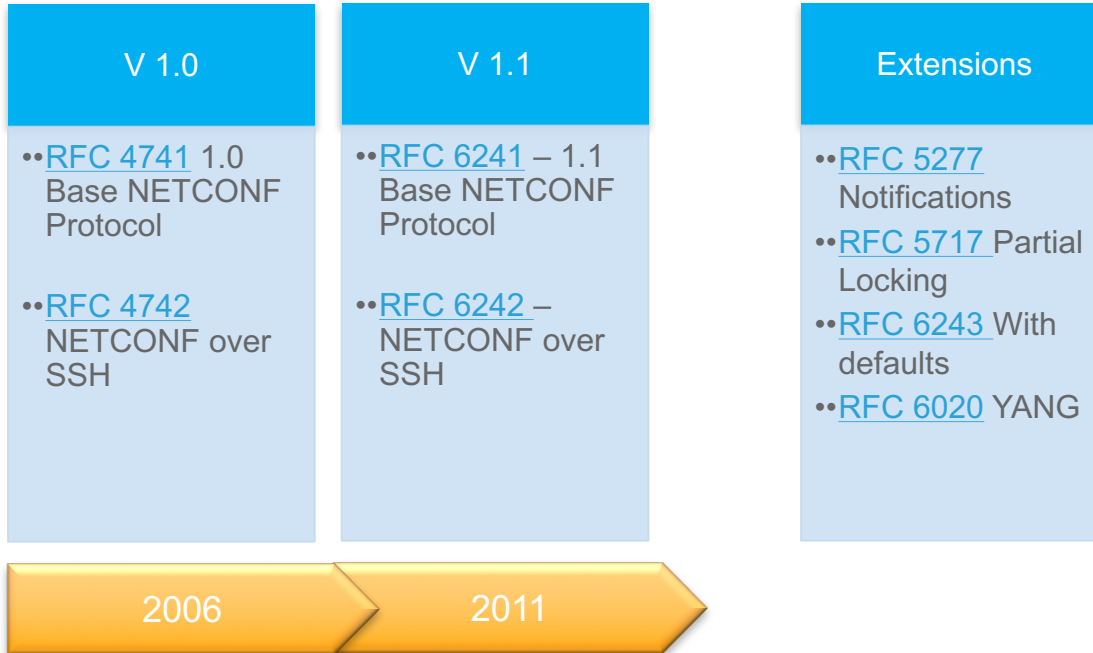 V 1.0
••RFC 4741 1.0
Base NETCONF
Protocol
••RFC 4742
NETCONF over
SSH
V 1.1
••RFC 6241 – 1.1
Base NETCONF
Protocol
••RFC 6242 –
NETCONF over
SSH
Extensions
••RFC 5277
Notifications
••RFC 5717 Partial
Locking
••RFC 6243 With
defaults
••RFC 6020 YANG
2006
2011